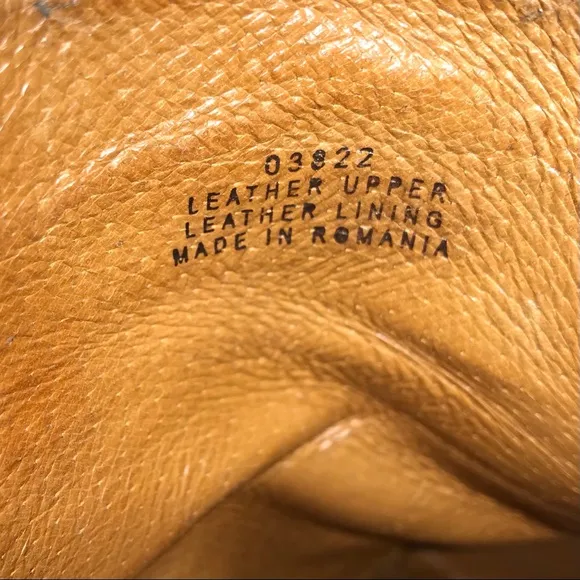 03822
LEATHER UPPER
LEATHER LINING
MADE IN ROMANIA